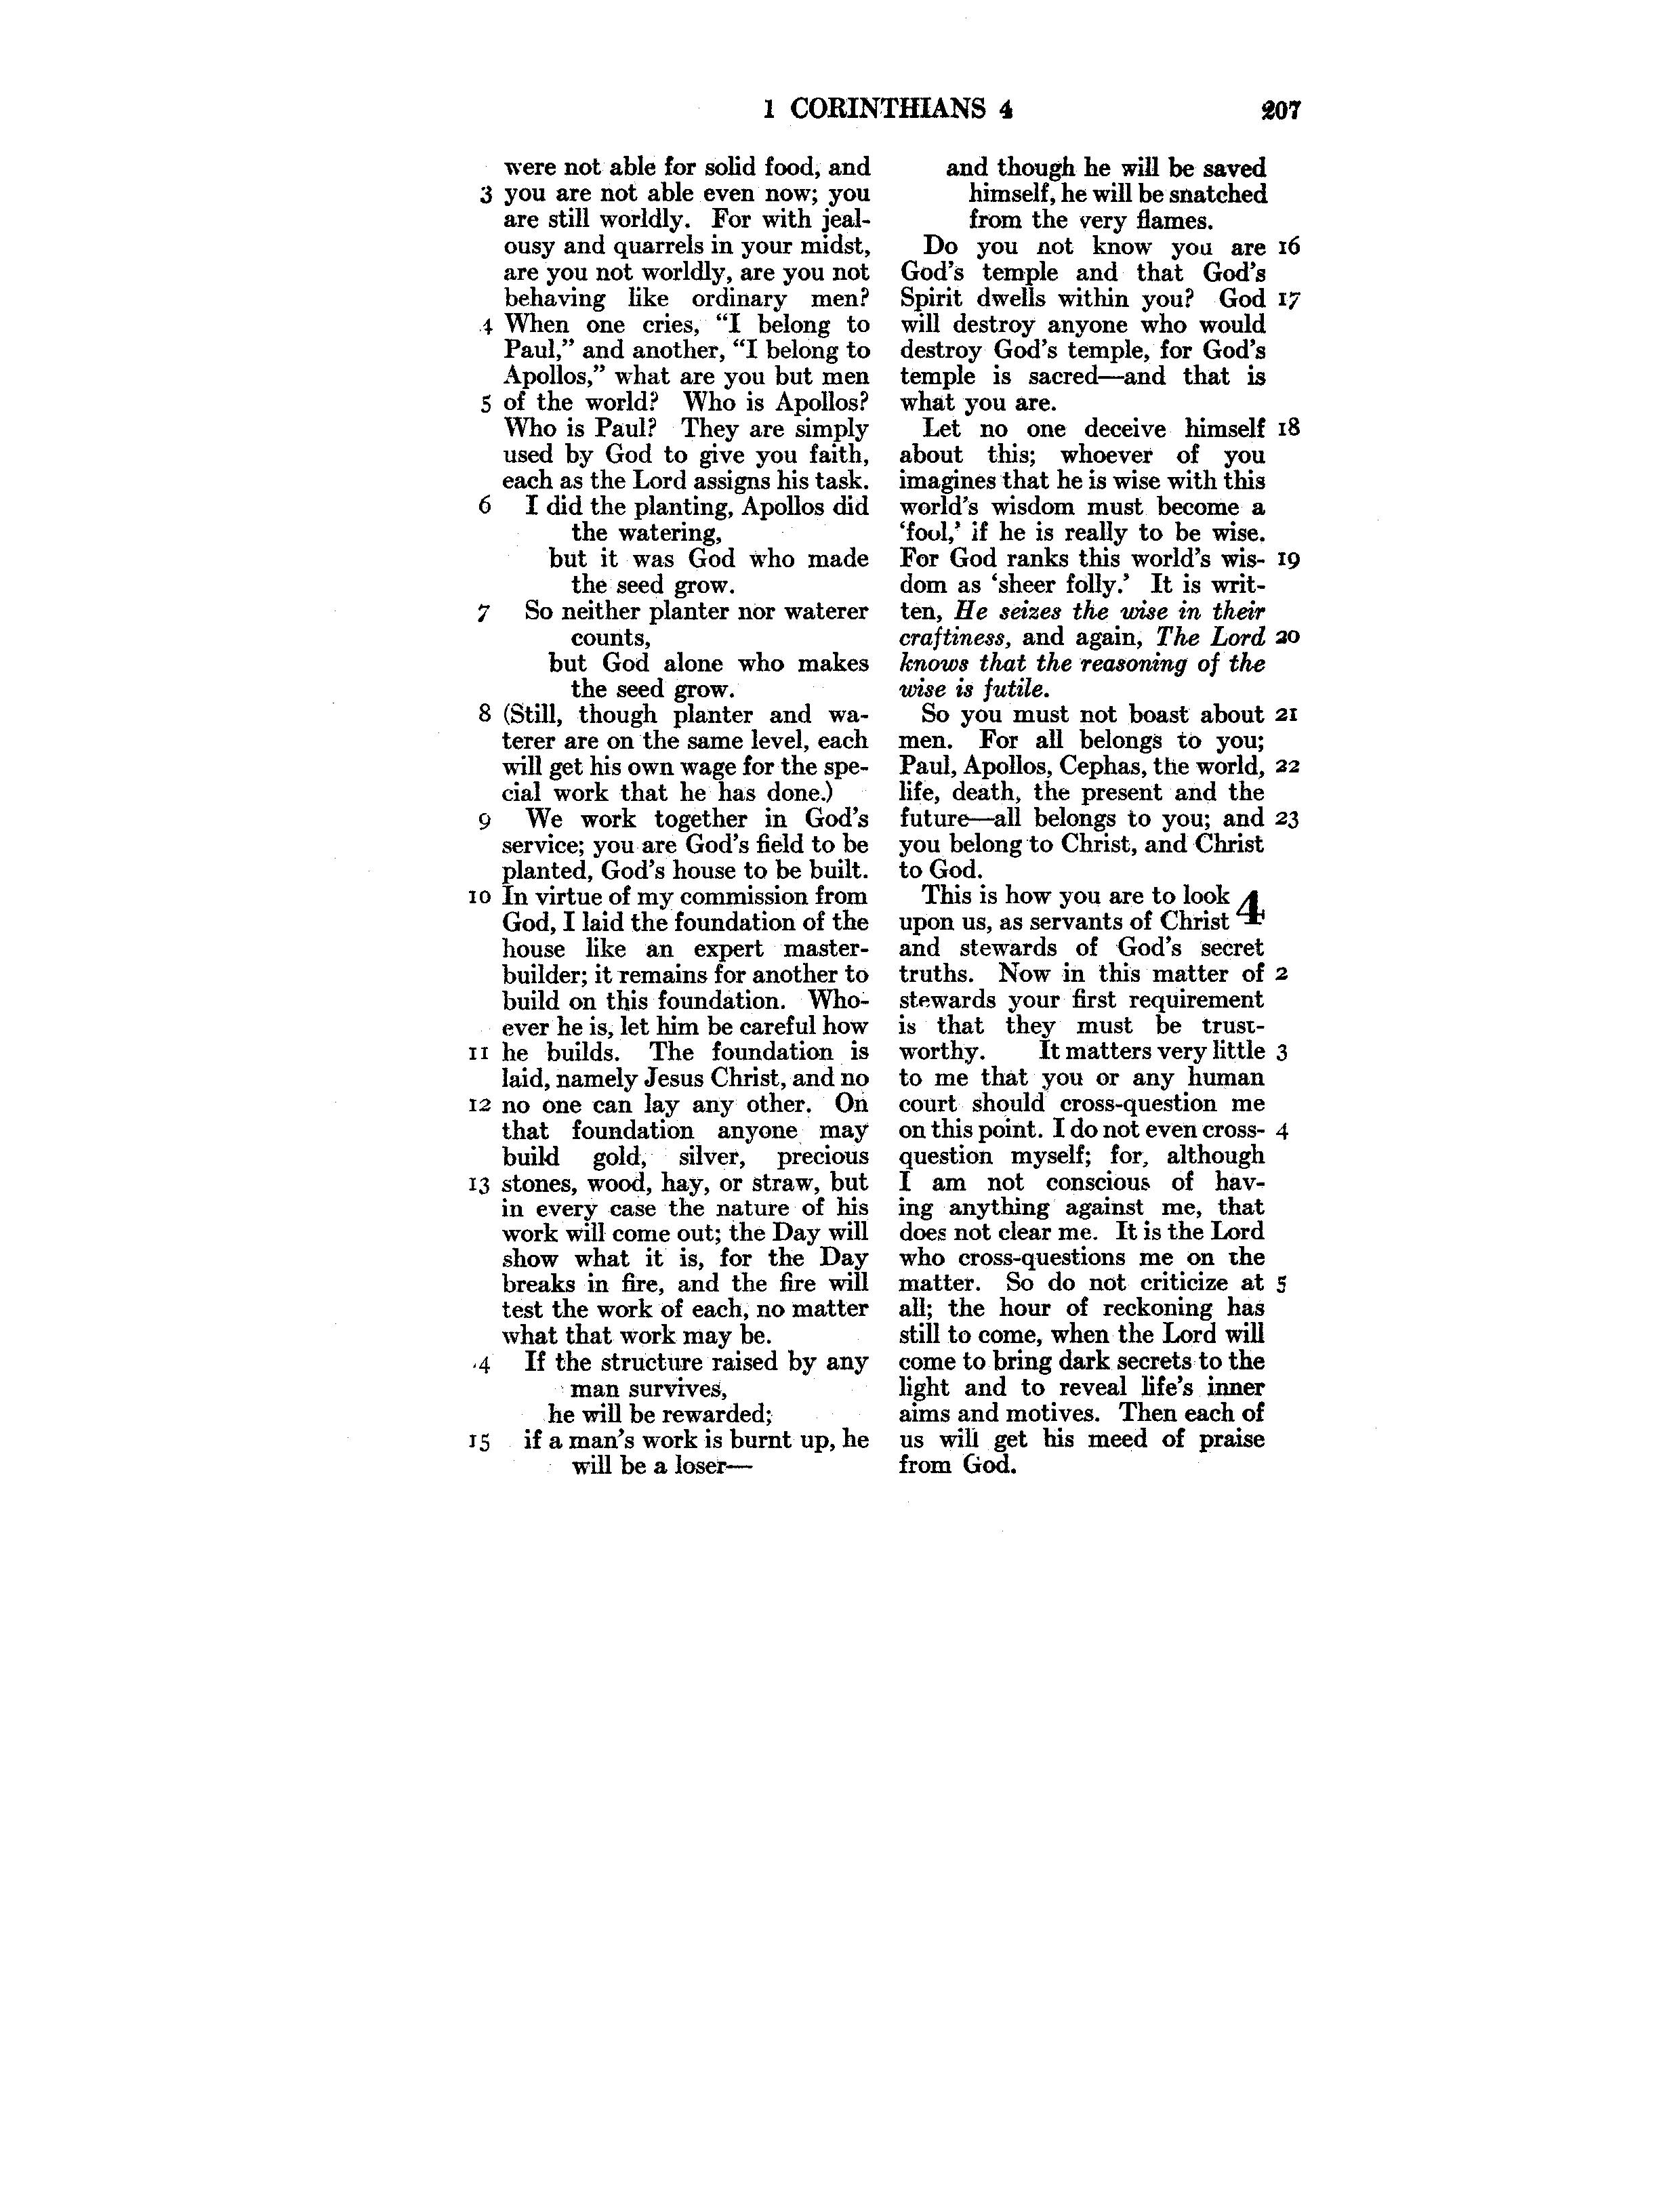 1 CORINTHIANS 4 207
were not able for solid food, and
3 you are not able even now; you
are still worldly. For with jeal-
ousy and quarrels in your midst,
are you not worldly, are you not
behaving like ordinary men?
4 When one cries, “I belong to
Paul,” and another, “I belong to
Apollos,” what are you but men
5 of the world? Who is Apollos?
Who is Paul? They are simply
used by God to give you faith,
each as the Lord assigns his task.
6 I did the planting, Apollos did
the watering,
but it was God who made
the seed grow.
7 So neither planter nor waterer
counts,
but God alone who makes
the seed grow.
8 (Still, though planter and wa-
terer are on the same level, each
will get his own wage for the spe-
cial work that he has done.)
9 We work together in God's
service; you are God's field to be
planted, God's house to be built.
10 In virtue of my commission from
God, I laid the foundation of the
house like an expert master-
builder; it remains for another to
build on this foundation. Who-
ever he is, let him be careful how
11 he builds. The foundation is
laid, namely Jesus Christ, and no
12 no one can lay any other. On
that foundation anyone may
build gold, silver, precious
13 stones, wood, hay, or straw, but
in every case the nature of his
work will come out; the Day will
show what it is, for the Day
breaks in fire, and the fire will
test the work of each, no matter
what that work may be.
4 If the structure raised by any
man survives,
he will be rewarded;
15 if a man's work is burnt up, he
will be a loser—
and though he will be saved
himself, he will be snatched
from the very flames.
Do you not know you are 16
God's temple and that God's
Spirit dwells within you? God 17
will destroy anyone who would
destroy God's temple, for God's
temple is sacred—and that is
what you are.
Let no one deceive himself 18
about this; whoever of you
imagines that he is wise with this
world's wisdom must become a
‘fool,’ if he is really to be wise.
For God ranks this world's wis- 19
dom as ‘sheer folly.’ It is writ-
ten, He seizes the wise in their
craftiness, and again, The Lord 20
knows that the reasoning of the
wise is futile.
So you must not boast about 21
men. For all belongs to you;
Paul, Apollos, Cephas, the world, 22
life, death, the present and the
future—all belongs to you; and 23
you belong to Christ, and Christ
to God.
This is how you are to look 4
upon us, as servants of Christ
and stewards of God's secret
truths. Now in this matter of 2
stewards your first requirement
is that they must be trust-
worthy. It matters very little 3
to me that you or any human
court should cross-question me
on this point. I do not even cross- 4
question myself; for, although
I am not conscious of hav-
ing anything against me, that
does not clear me. It is the Lord
who cross-questions me on the
matter. So do not criticize at 5
all; the hour of reckoning has
still to come, when the Lord will
come to bring dark secrets to the
light and to reveal life's inner
aims and motives. Then each of
us will get his meed of praise
from God.